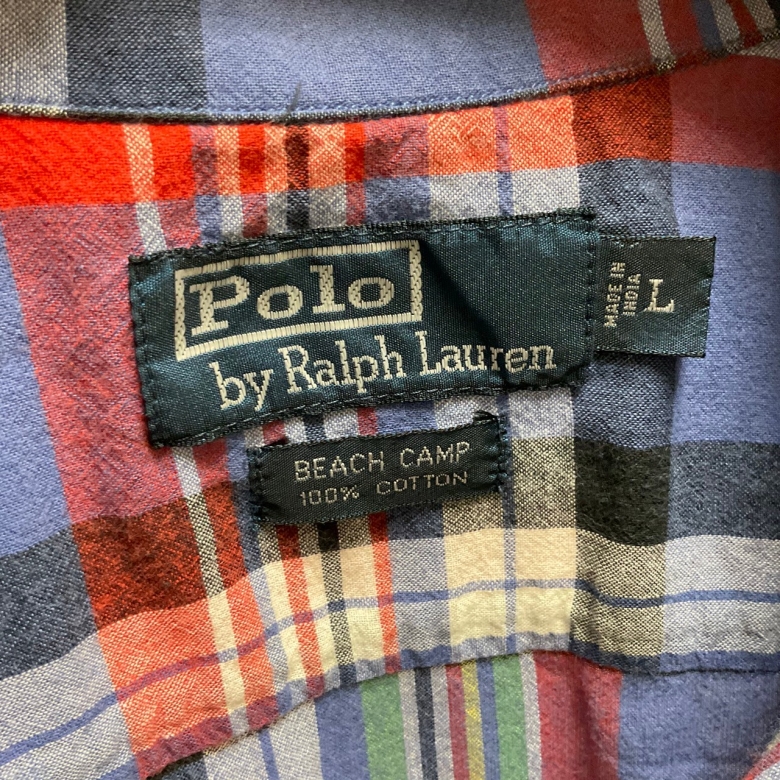 Polo
by Ralph Lauren
MADE IN
INDIA
L
BEACH CAMP
100% COTTON